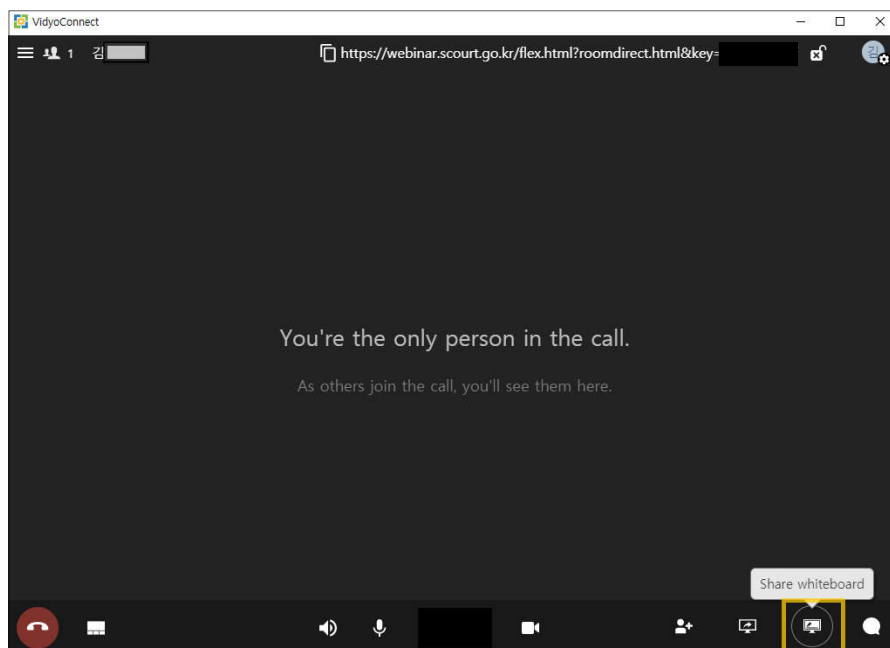 VidyoConnect
1 김
https://webinar.scourt.go.kr/flex.html?roomdirect.html&key=
김
You're the only person in the call.
As others join the call, you'll see them here.
Share whiteboard